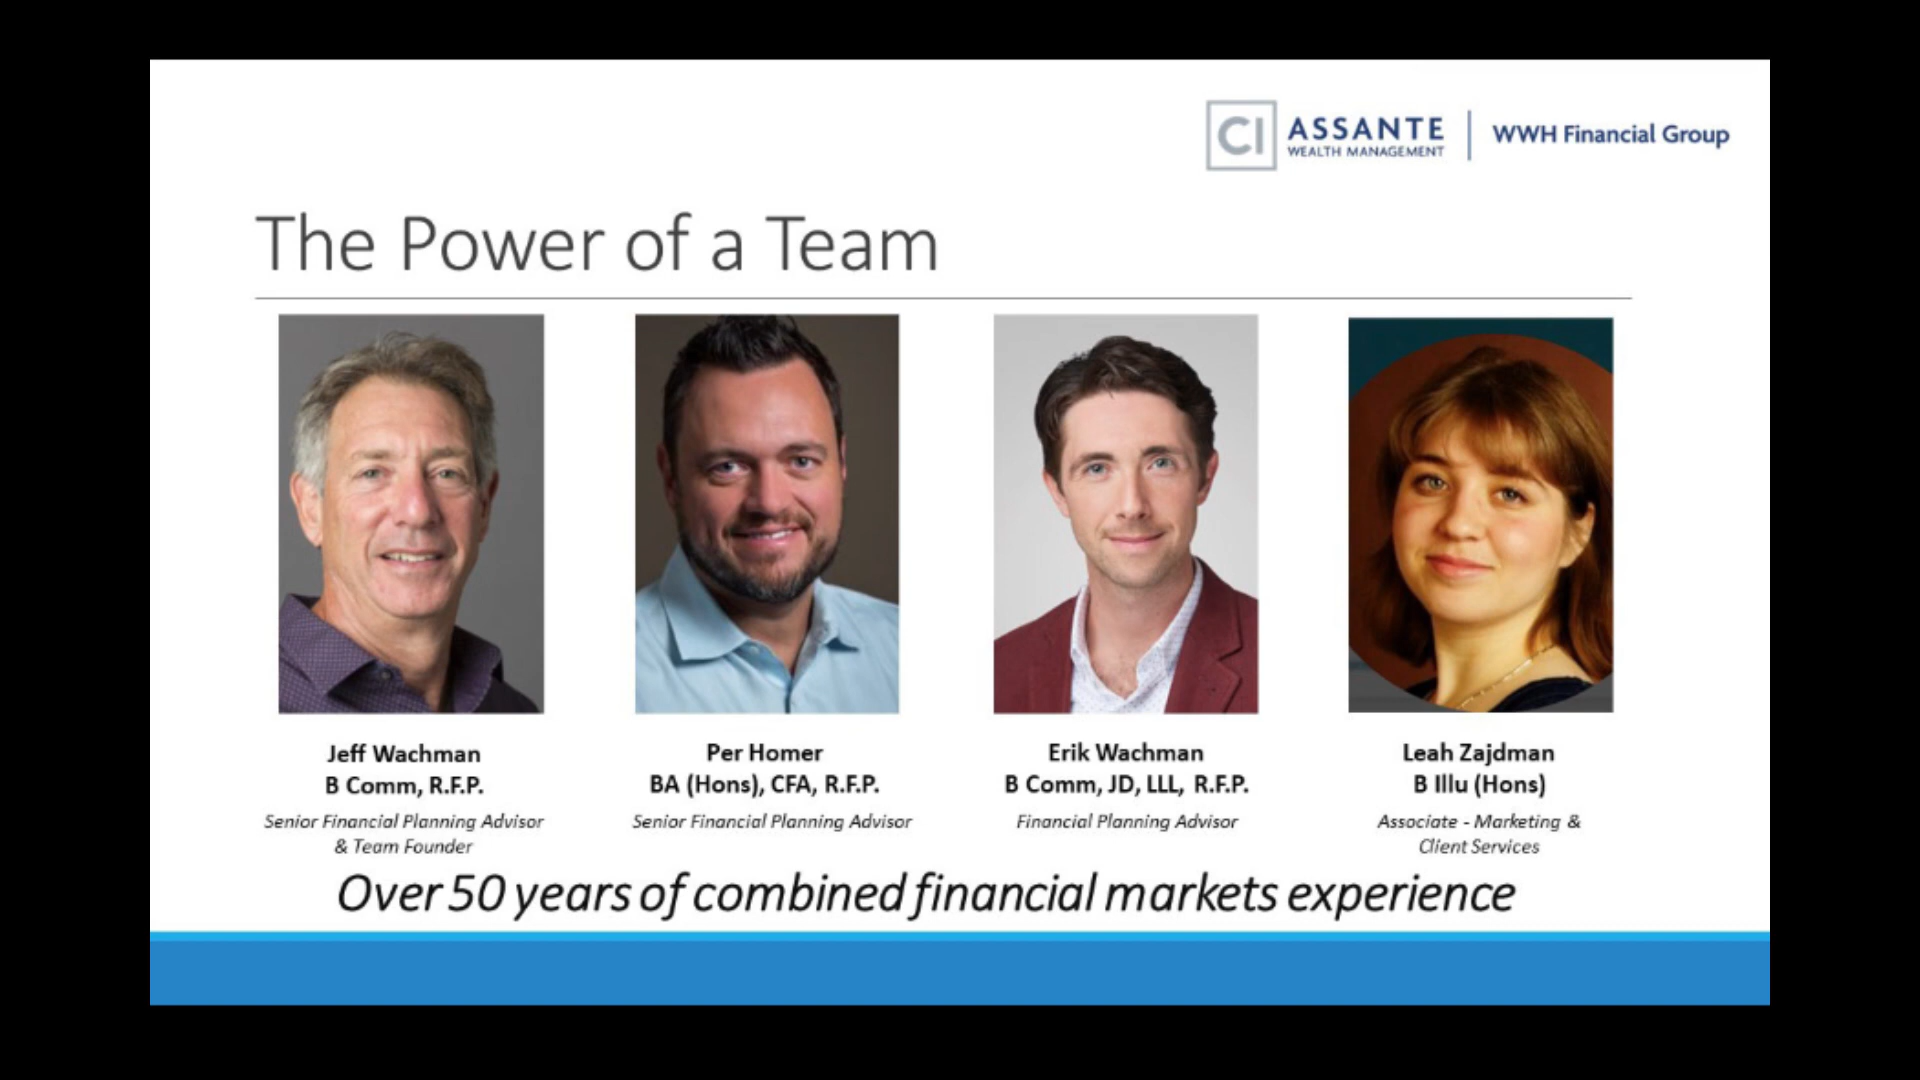 CI ASSANTE WEALTH MANAGEMENT | WWH Financial Group
The Power of a Team
Jeff Wachman
B Comm, R.F.P.
Senior Financial Planning Advisor
& Team Founder
Per Homer
BA (Hons), CFA, R.F.P.
Senior Financial Planning Advisor
Erik Wachman
B Comm, JD, LLL, R.F.P.
Financial Planning Advisor
Leah Zajdman
B Illu (Hons)
Associate - Marketing &
Client Services
Over 50 years of combined financial markets experience